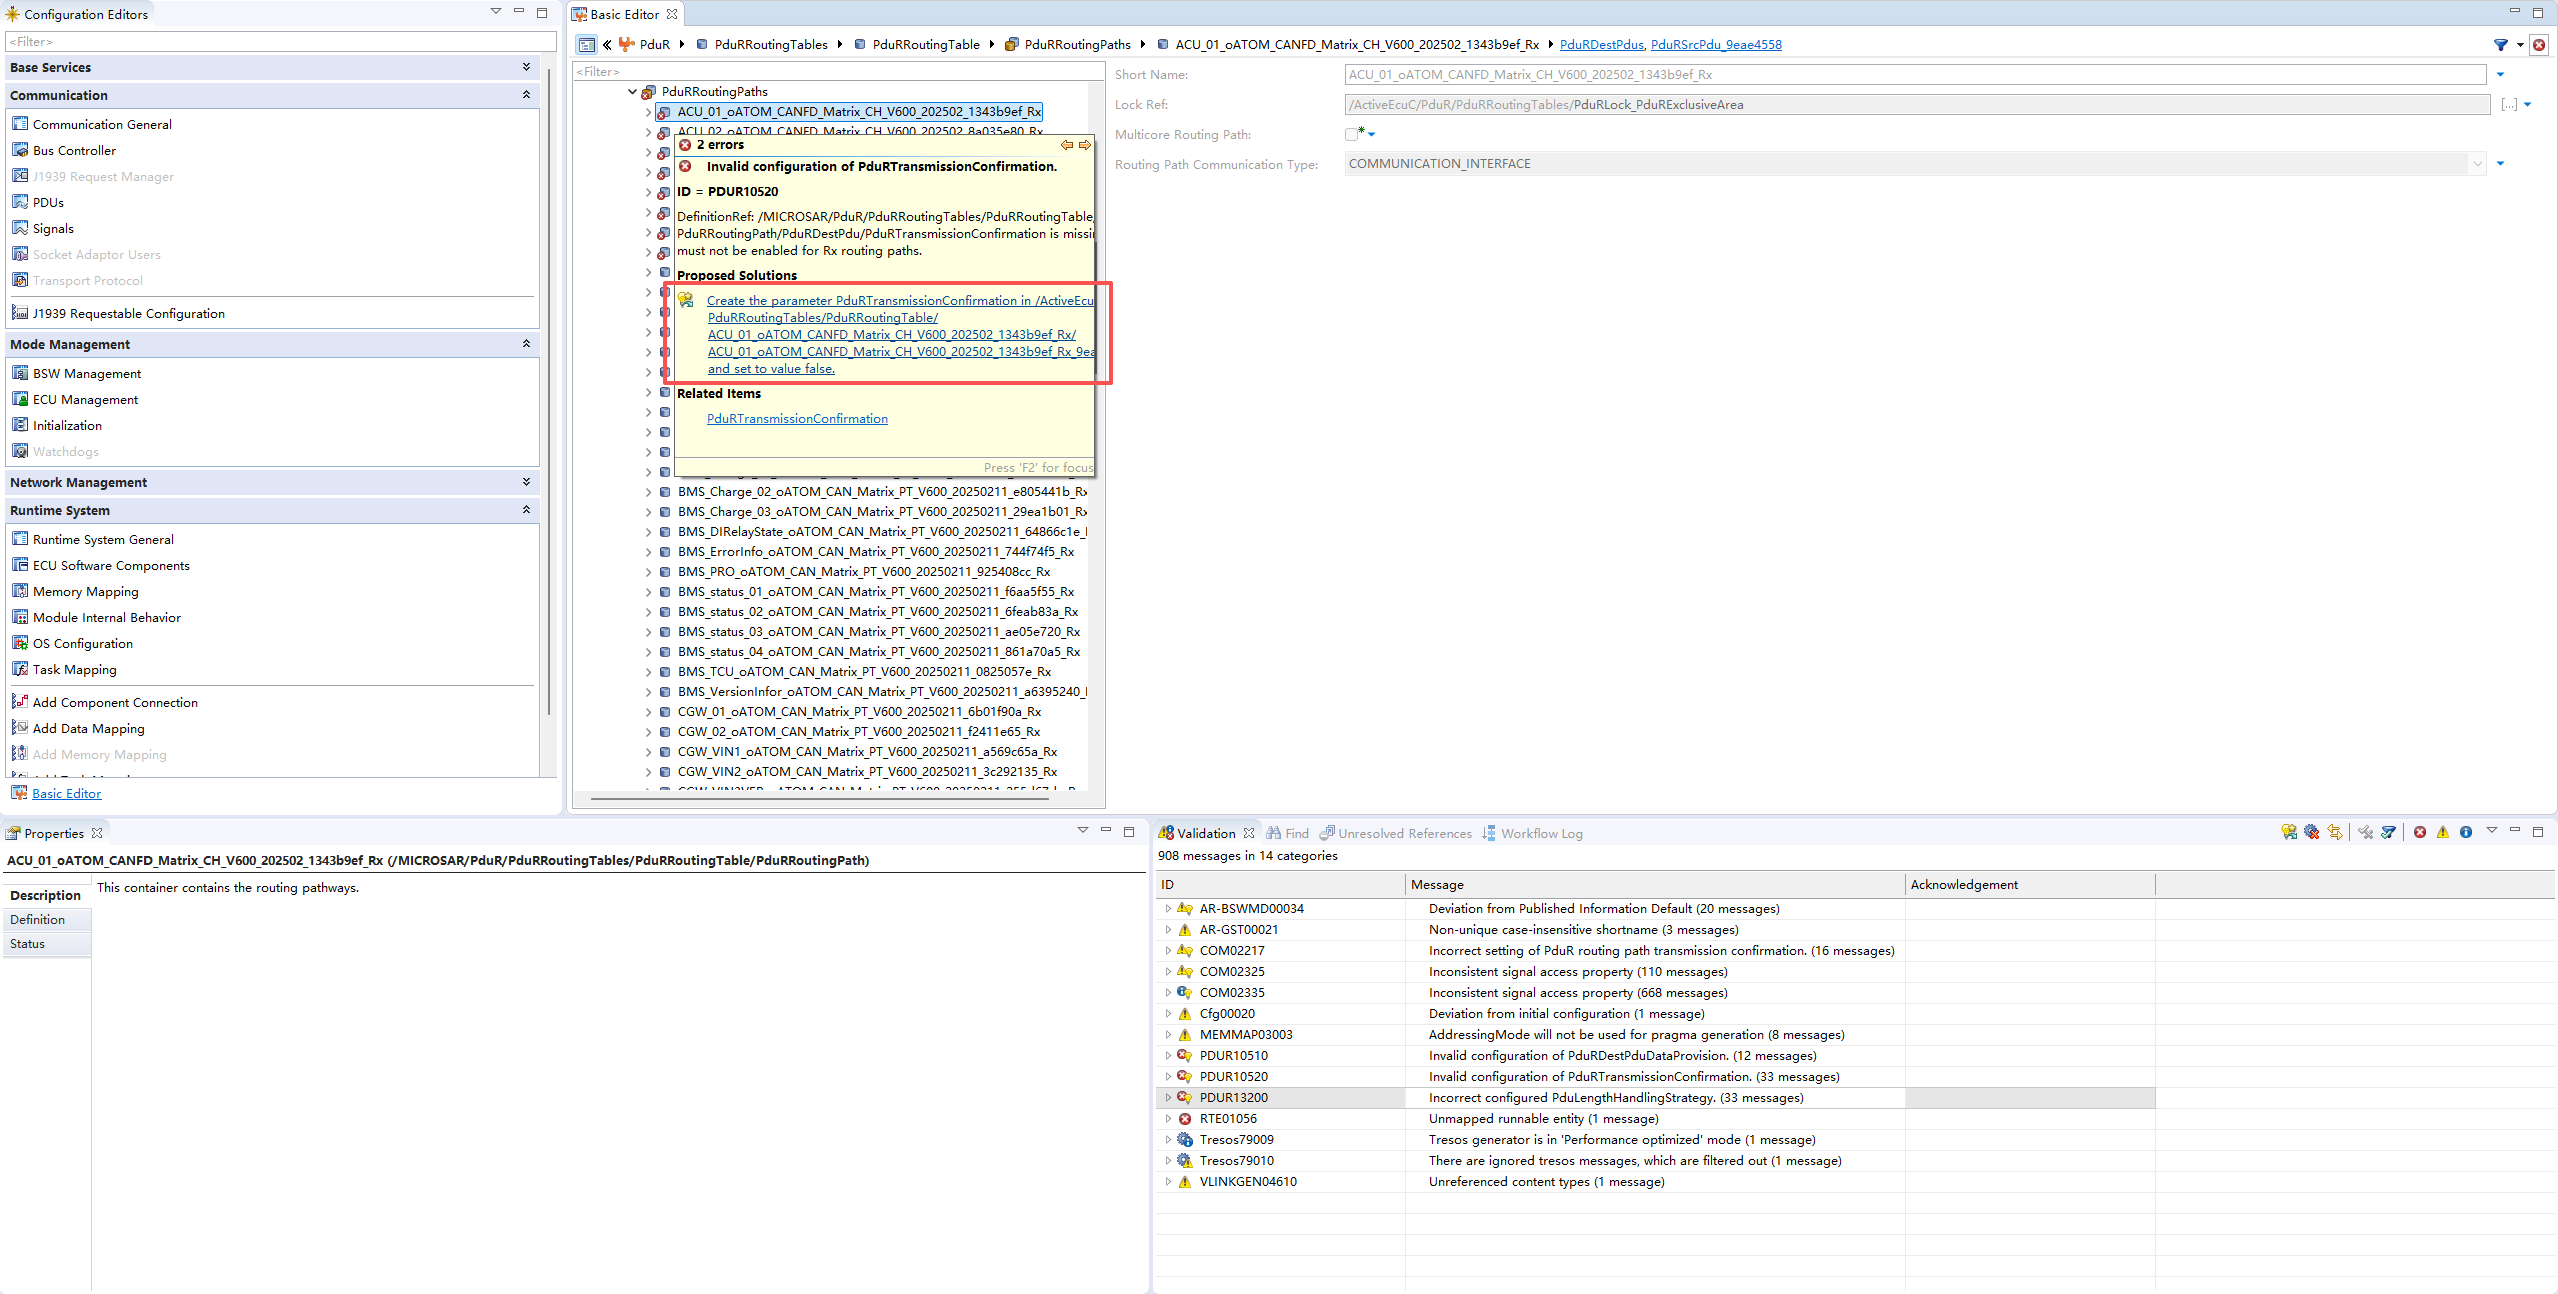 Configuration Editors
<Filter>
Base Services
Communication
Communication General
Bus Controller
J1939 Request Manager
PDUs
Signals
Socket Adaptor Users
Transport Protocol
J1939 Requestable Configuration
Mode Management
BSW Management
ECU Management
Initialization
Watchdogs
Network Management
Runtime System
Runtime System General
ECU Software Components
Memory Mapping
Module Internal Behavior
OS Configuration
Task Mapping
Add Component Connection
Add Data Mapping
Add Memory Mapping
Basic Editor
Basic Editor
PduR
PduRRoutingTables
PduRRoutingTable
PduRRoutingPaths
ACU_01_oATOM_CANFD_Matrix_CH_V600_202502_1343b9ef_Rx
PduRDestPdus, PduRSrcPdu_9eae4558
<Filter>
PduRRoutingPaths
ACU_01_oATOM_CANFD_Matrix_CH_V600_202502_1343b9ef_Rx
ACU_02_oATOM_CANFD_Matrix_CH_V600_202502_8a035e80_Rx
2 errors
Invalid configuration of PduRTransmissionConfirmation.
ID = PDUR10520
DefinitionRef: /MICROSAR/PduR/PduRRoutingTables/PduRRoutingTable/
PduRRoutingPath/PduRDestPdu/PduRTransmissionConfirmation is missi
must not be enabled for Rx routing paths.
Proposed Solutions
Create the parameter PduRTransmissionConfirmation in /ActiveEcu
PduRRoutingTables/PduRRoutingTable/
ACU_01_oATOM_CANFD_Matrix_CH_V600_202502_1343b9ef_Rx/
ACU_01_oATOM_CANFD_Matrix_CH_V600_202502_1343b9ef_Rx_9ea
and set to value false.
Related Items
PduRTransmissionConfirmation
Press 'F2' for focus
BMS_Charge_02_oATOM_CAN_Matrix_PT_V600_20250211_e805441b_Rx
BMS_Charge_03_oATOM_CAN_Matrix_PT_V600_20250211_29ea1b01_Rx
BMS_DIRelayState_oATOM_CAN_Matrix_PT_V600_20250211_64866c1e_
BMS_ErrorInfo_oATOM_CAN_Matrix_PT_V600_20250211_744f74f5_Rx
BMS_PRO_oATOM_CAN_Matrix_PT_V600_20250211_925408cc_Rx
BMS_status_01_oATOM_CAN_Matrix_PT_V600_20250211_f6aa5f55_Rx
BMS_status_02_oATOM_CAN_Matrix_PT_V600_20250211_6feab83a_Rx
BMS_status_03_oATOM_CAN_Matrix_PT_V600_20250211_ae05e720_Rx
BMS_status_04_oATOM_CAN_Matrix_PT_V600_20250211_861a70a5_Rx
BMS_TCU_oATOM_CAN_Matrix_PT_V600_20250211_0825057e_Rx
BMS_VersionInfor_oATOM_CAN_Matrix_PT_V600_20250211_a6395240_
CGW_01_oATOM_CAN_Matrix_PT_V600_20250211_6b01f90a_Rx
CGW_02_oATOM_CAN_Matrix_PT_V600_20250211_f2411e65_Rx
CGW_VIN1_oATOM_CAN_Matrix_PT_V600_20250211_a569c65a_Rx
CGW_VIN2_oATOM_CAN_Matrix_PT_V600_20250211_3c292135_Rx
Short Name:
ACU_01_oATOM_CANFD_Matrix_CH_V600_202502_1343b9ef_Rx
Lock Ref:
/ActiveEcuC/PduR/PduRRoutingTables/PduRLock_PduRExclusiveArea
[...]
Multicore Routing Path:
Routing Path Communication Type:
COMMUNICATION_INTERFACE
Properties
ACU_01_oATOM_CANFD_Matrix_CH_V600_202502_1343b9ef_Rx (/MICROSAR/PduR/PduRRoutingTables/PduRRoutingTable/PduRRoutingPath)
Description
This container contains the routing pathways.
Definition
Status
Validation
Find
Unresolved References
Workflow Log
908 messages in 14 categories
ID Message Acknowledgement
AR-BSWMD00034 Deviation from Published Information Default (20 messages)
AR-GST00021 Non-unique case-insensitive shortname (3 messages)
COM02217 Incorrect setting of PduR routing path transmission confirmation. (16 messages)
COM02325 Inconsistent signal access property (110 messages)
COM02335 Inconsistent signal access property (668 messages)
Cfg00020 Deviation from initial configuration (1 message)
MEMMAP03003 AddressingMode will not be used for pragma generation (8 messages)
PDUR10510 Invalid configuration of PduRDestPduDataProvision. (12 messages)
PDUR10520 Invalid configuration of PduRTransmissionConfirmation. (33 messages)
PDUR13200 Incorrect configured PduLengthHandlingStrategy. (33 messages)
RTE01056 Unmapped runnable entity (1 message)
Tresos79009 Tresos generator is in 'Performance optimized' mode (1 message)
Tresos79010 There are ignored tresos messages, which are filtered out (1 message)
VLINKGEN04610 Unreferenced content types (1 message)